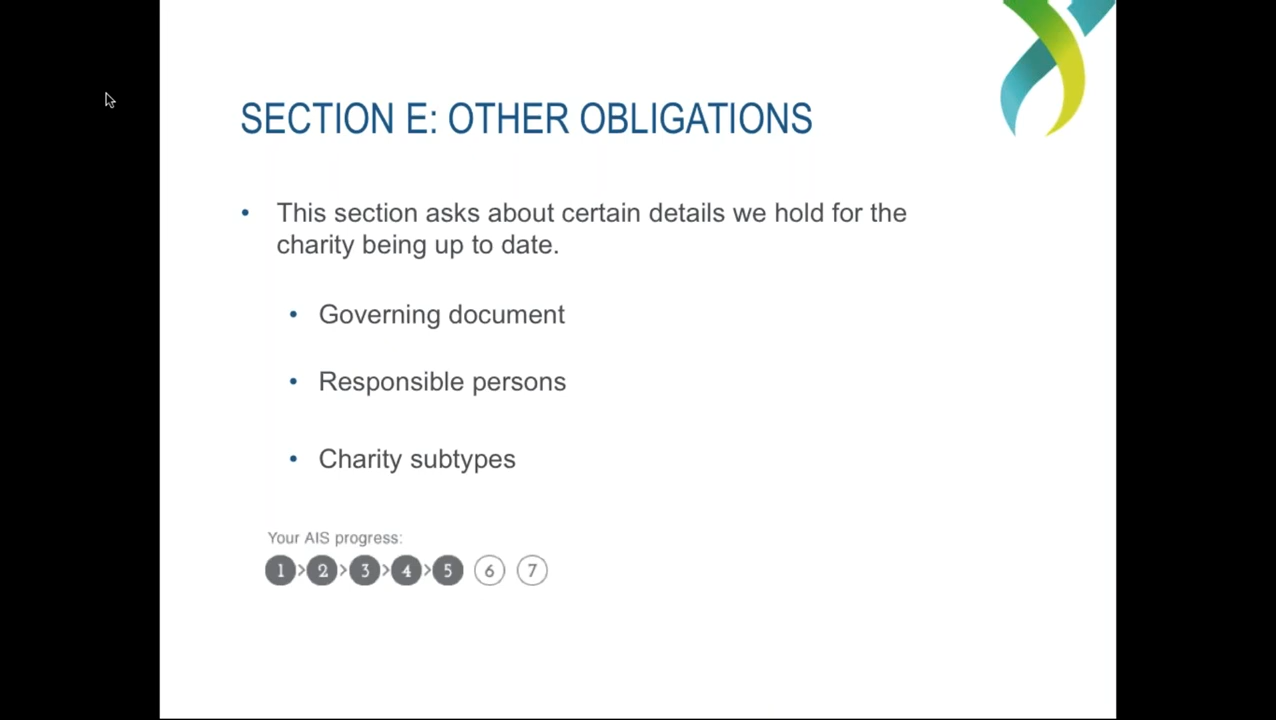 SECTION E: OTHER OBLIGATIONS
• This section asks about certain details we hold for the
charity being up to date.
• Governing document
• Responsible persons
• Charity subtypes
Your AIS progress:
1 > 2 > 3 > 4 > 5 6 7